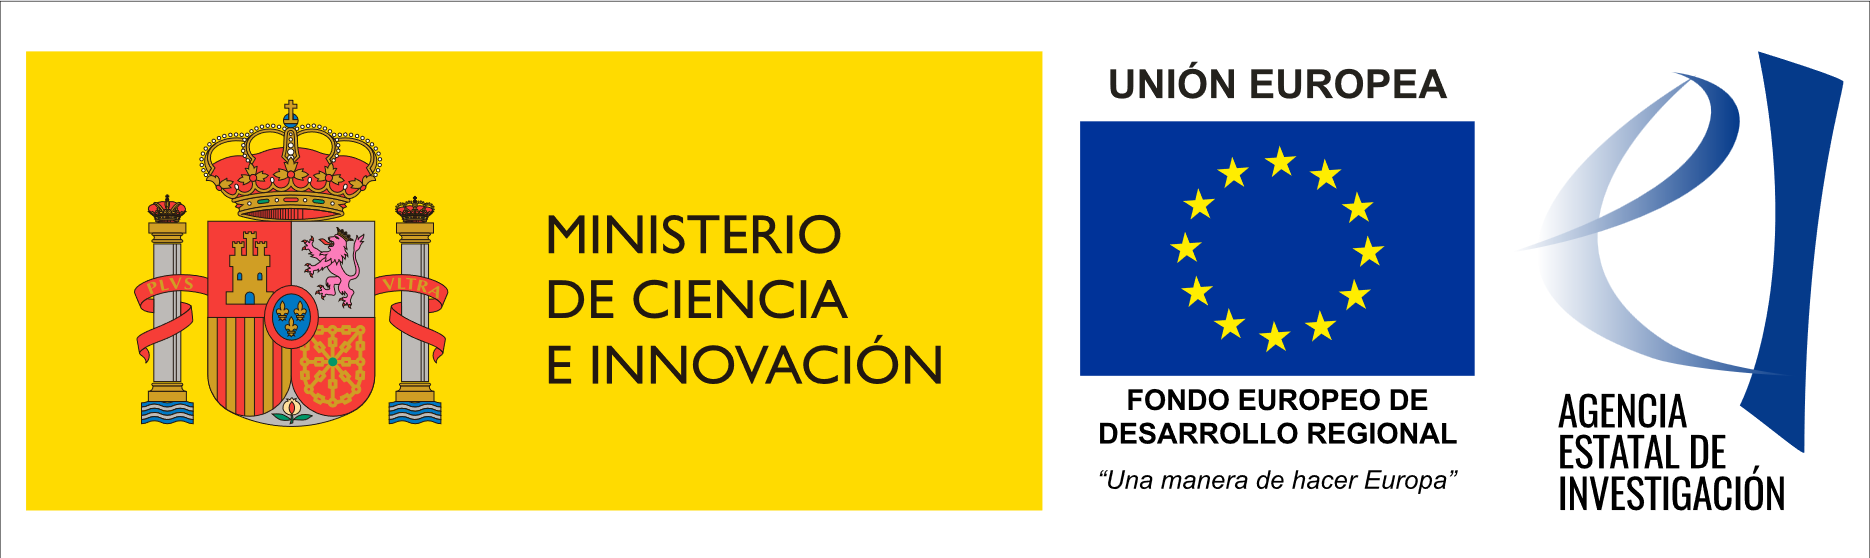 PLVS VLTRA
MINISTERIO
DE CIENCIA
E INNOVACIÓN
UNIÓN EUROPEA
FONDO EUROPEO DE
DESARROLLO REGIONAL
“Una manera de hacer Europa”
AGENCIA
ESTATAL DE
INVESTIGACIÓN